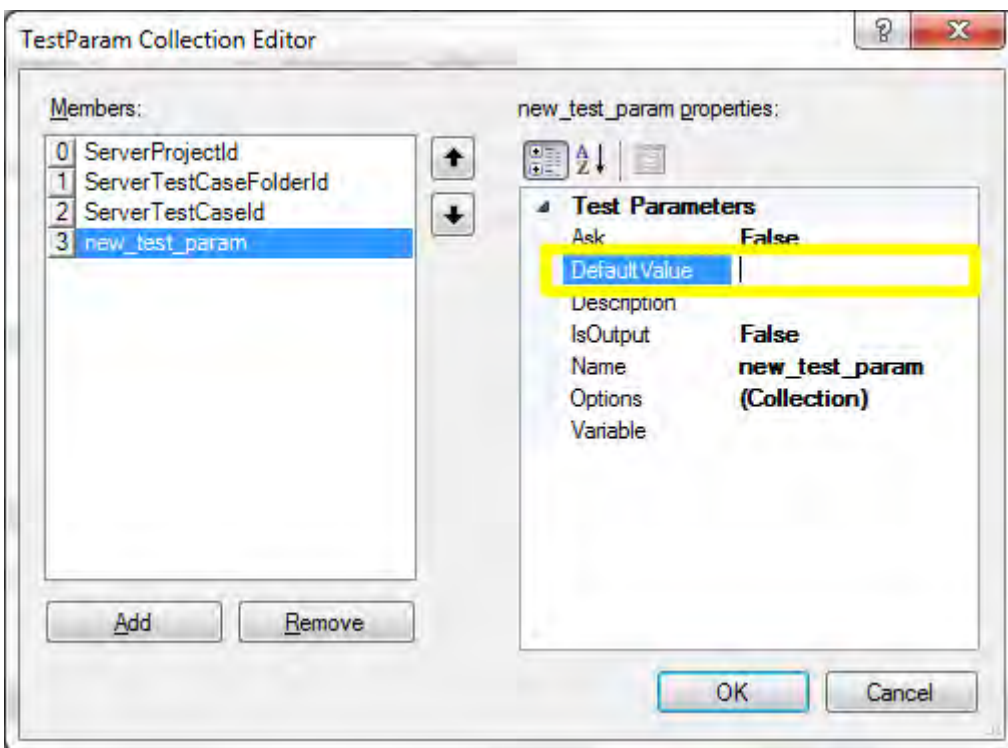 TestParam Collection Editor
Members:
0 ServerProjectId
1 ServerTestCaseFolderId
2 ServerTestCaseId
3 new_test_param
Add
Remove
new_test_param properties:
Test Parameters
Ask False
DefaultValue
Description
IsOutput False
Name new_test_param
Options (Collection)
Variable
OK
Cancel